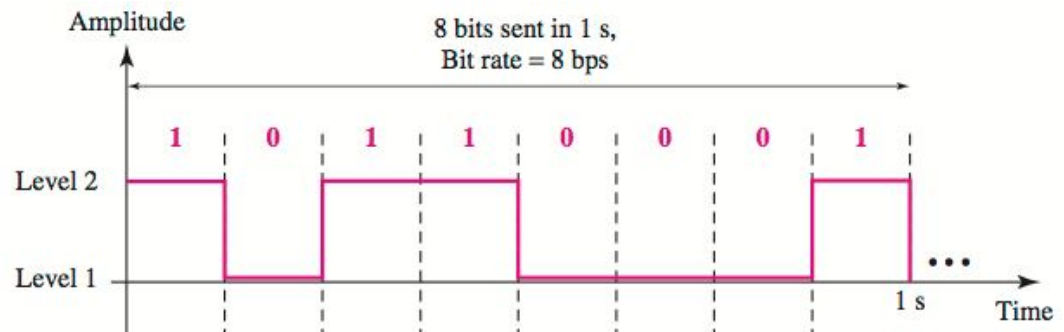 Amplitude
8 bits sent in 1 s,
Bit rate = 8 bps
1 0 1 1 0 0 0 1
Level 2
Level 1
...
1 s
Time